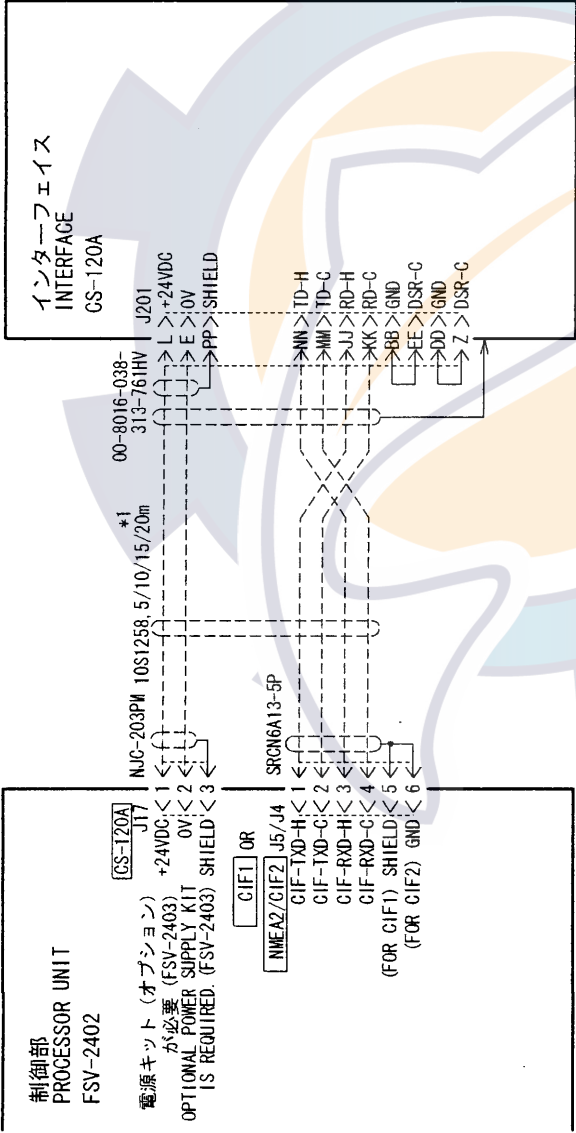 制御部
PROCESSOR UNIT
FSV-2402
電源キット (オプション)
が必要 (FSV-2403)
OPTIONAL POWER SUPPLY KIT
IS REQUIRED. (FSV-2403)
CS-120A
J17
+24VDC 1
0V 2
SHIELD 3
NJC-203PM
10S1258, 5/10/15/20m
*1
00-8016-038-
313-761HV
CIF1 OR
NMEA2/CIF2 J5/J4
CIF-TXD-H 1
CIF-TXD-C 2
CIF-RXD-H 3
CIF-RXD-C 4
(FOR CIF1) SHIELD 5
(FOR CIF2) GND 6
SRCN6A13-5P
インターフェイス
INTERFACE
CS-120A
J201
L +24VDC
E 0V
PP SHIELD
NN TD-H
MM TD-C
JJ RD-H
KK RD-C
BB GND
EE DSR-C
DD GND
Z DSR-C